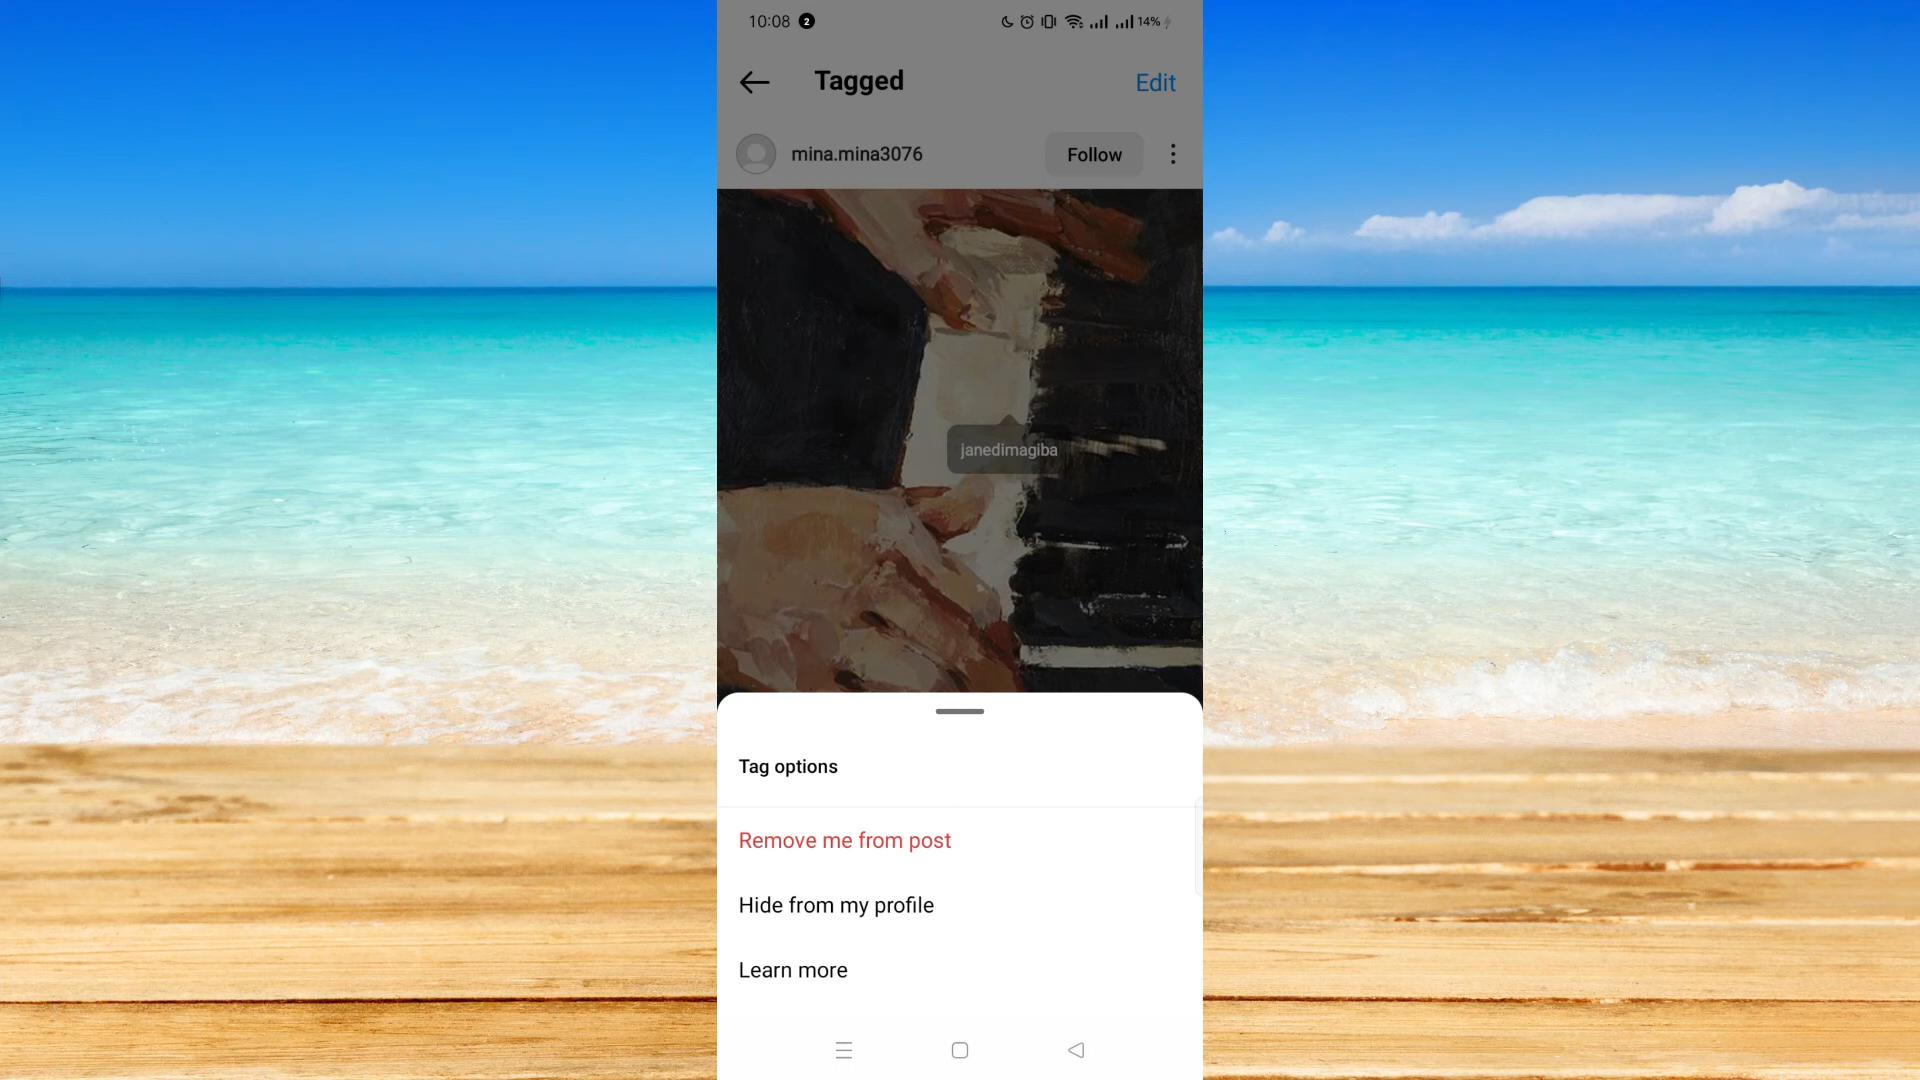 10:08 2 14%
Tagged Edit
mina.mina3076 Follow
janedimagiba
Tag options
Remove me from post
Hide from my profile
Learn more